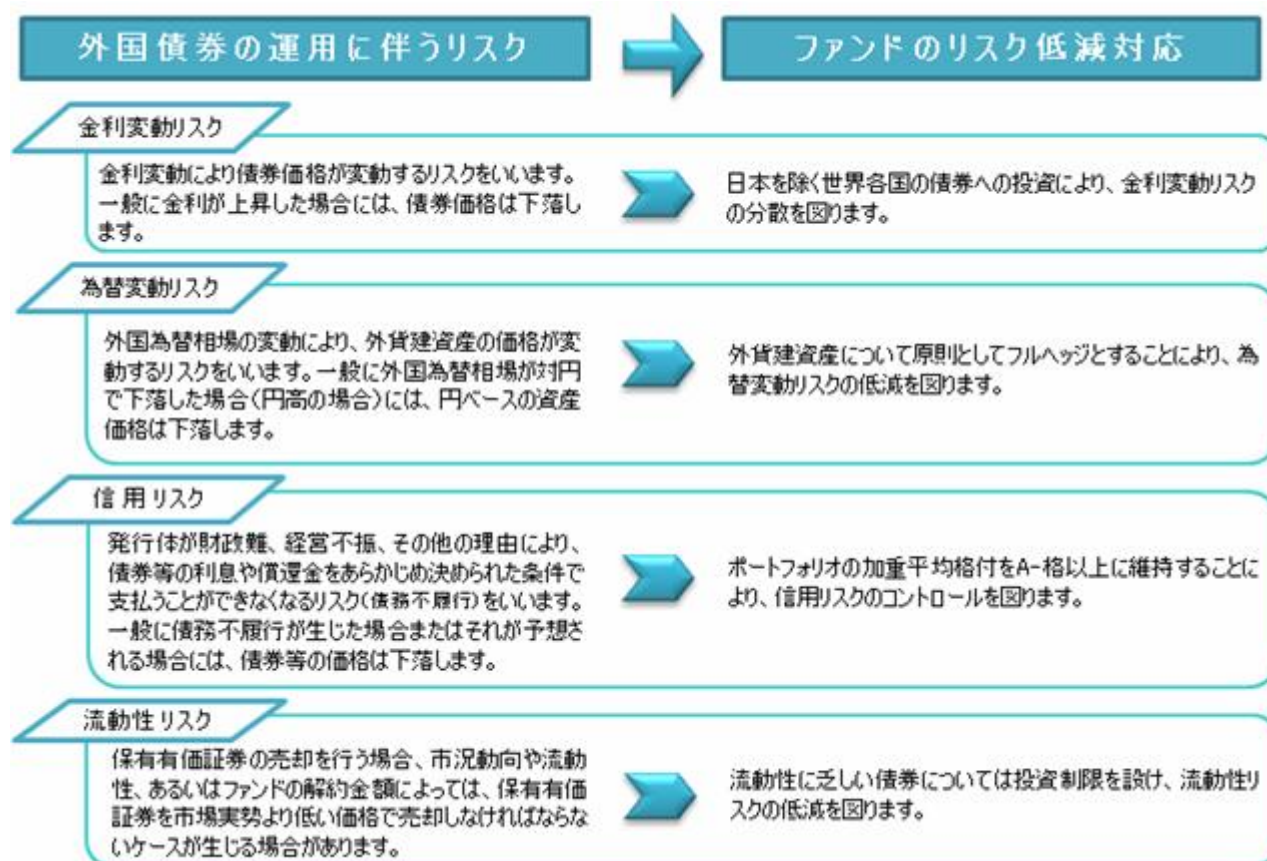 外国債券の運用に伴うリスク
ファンドのリスク低減対応
金利変動リスク
金利変動により債券価格が変動するリスクをいいます。
一般に金利が上昇した場合には、債券価格は下落し
ます。
日本を除く世界各国の債券への投資により、金利変動リスク
の分散を図ります。
為替変動リスク
外国為替相場の変動により、外貨建資産の価格が変
動するリスクをいいます。一般に外国為替相場が対円
で下落した場合(円高の場合)には、円ベースの資産
価格は下落します。
外貨建資産について原則としてフルヘッジとすることにより、為
替変動リスクの低減を図ります。
信用リスク
発行体が財政難、経営不振、その他の理由により、
債券等の利息や償還金をあらかじめ決められた条件で
支払うことができなくなるリスク(債務不履行)をいいます。
一般に債務不履行が生じた場合またはそれが予想さ
れる場合には、債券等の価格は下落します。
ポートフォリオの加重平均格付をA-格以上に維持することに
より、信用リスクのコントロールを図ります。
流動性リスク
保有有価証券の売却を行う場合、市況動向や流動
性、あるいはファンドの解約金額によっては、保有有価
証券を市場実勢より低い価格で売却しなければならな
いケースが生じる場合があります。
流動性に乏しい債券については投資制限を設け、流動性リ
スクの低減を図ります。